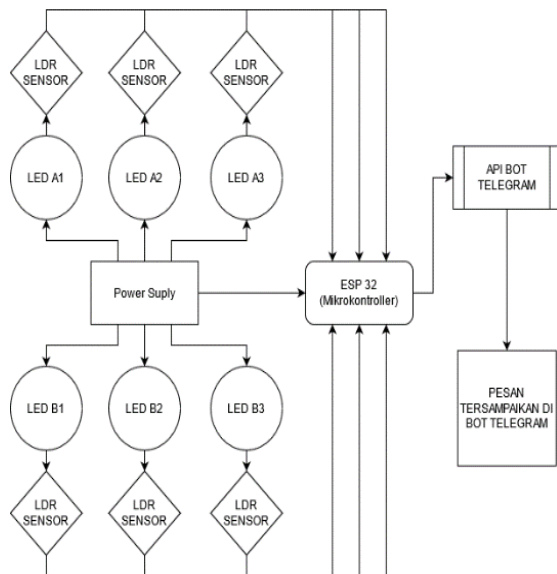 LDR
SENSOR
LDR
SENSOR
LDR
SENSOR
LED A1
LED A2
LED A3
API BOT
TELEGRAM
Power Suply
ESP 32
(Mikrokontroller)
PESAN
TERSAMPAIKAN DI
BOT TELEGRAM
LED B1
LED B2
LED B3
LDR
SENSOR
LDR
SENSOR
LDR
SENSOR